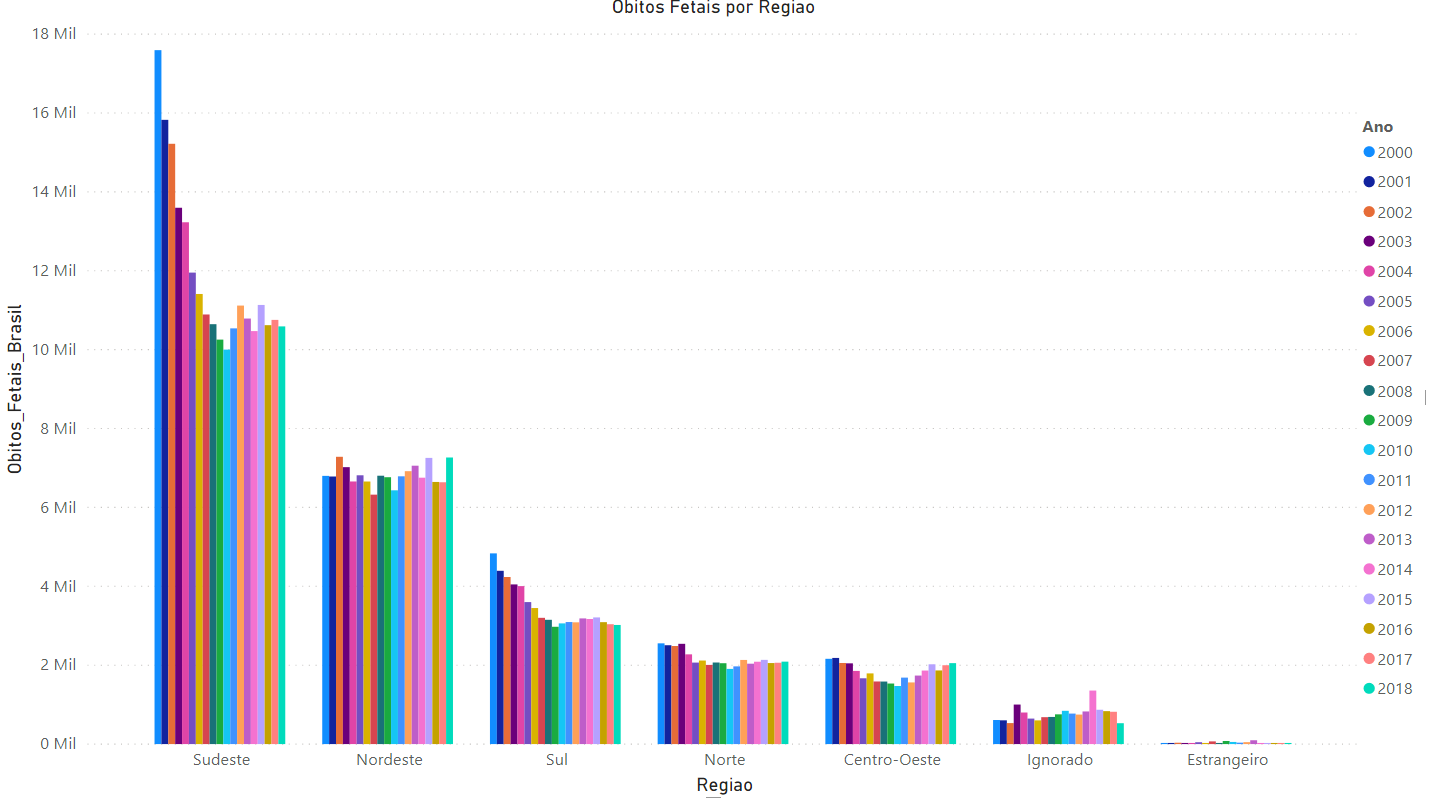 Obitos Fetais por Regiao
18 Mil
16 Mil
14 Mil
12 Mil
10 Mil
8 Mil
6 Mil
4 Mil
2 Mil
0 Mil
Obitos_Fetais_Brasil
Sudeste
Nordeste
Sul
Norte
Centro-Oeste
Ignorado
Estrangeiro
Regiao
Ano
2000
2001
2002
2003
2004
2005
2006
2007
2008
2009
2010
2011
2012
2013
2014
2015
2016
2017
2018